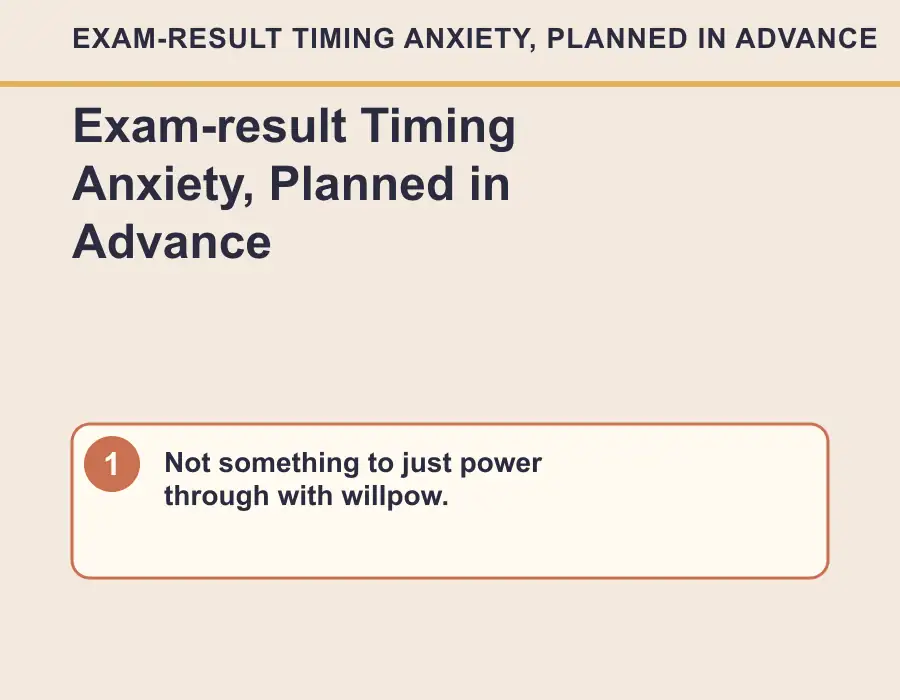 EXAM-RESULT TIMING ANXIETY, PLANNED IN ADVANCE
Exam-result Timing
Anxiety, Planned in
Advance
1
Not something to just power
through with willpow.